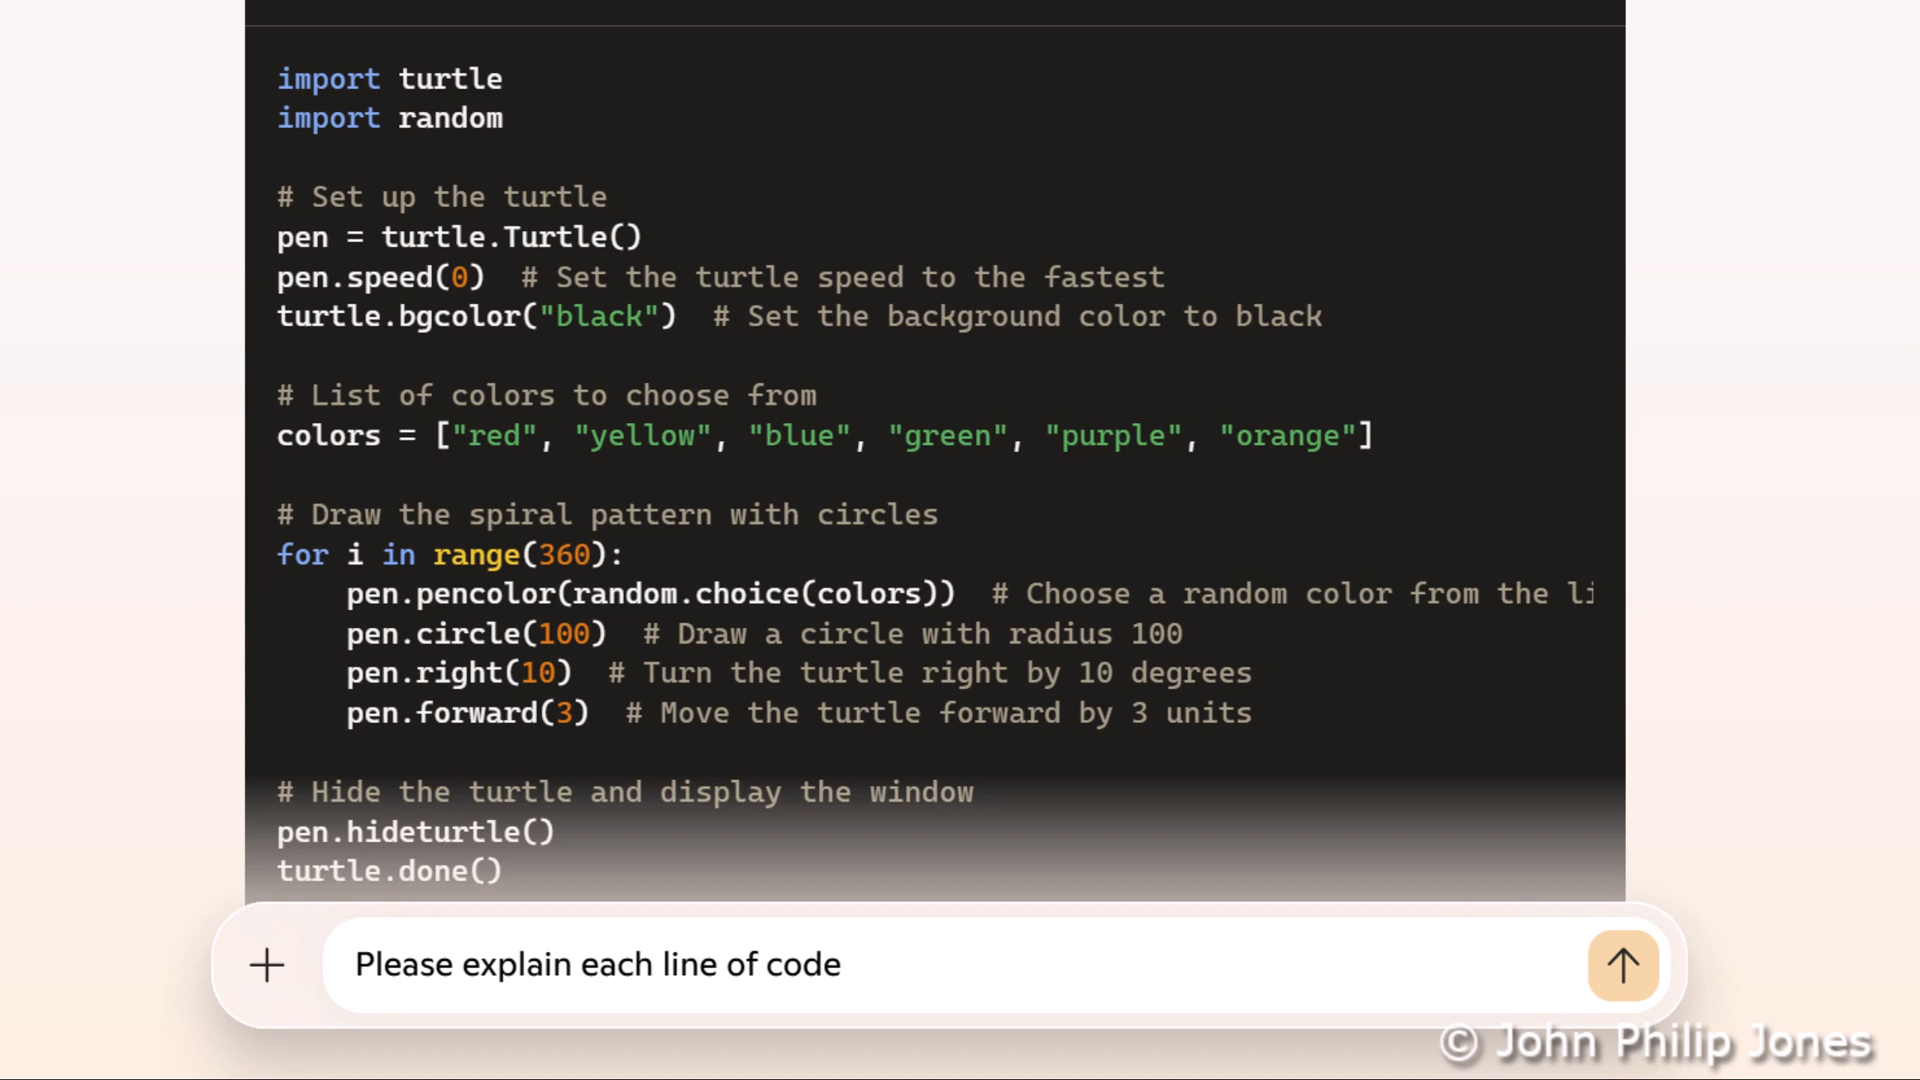 import turtle
import random
# Set up the turtle
pen = turtle.Turtle()
pen.speed(0)  # Set the turtle speed to the fastest
turtle.bgcolor("black")  # Set the background color to black
# List of colors to choose from
colors = ["red", "yellow", "blue", "green", "purple", "orange"]
# Draw the spiral pattern with circles
for i in range(360):
    pen.pencolor(random.choice(colors))  # Choose a random color from the li
    pen.circle(100)  # Draw a circle with radius 100
    pen.right(10)  # Turn the turtle right by 10 degrees
    pen.forward(3)  # Move the turtle forward by 3 units
# Hide the turtle and display the window
pen.hideturtle()
turtle.done()
Please explain each line of code
© John Philip Jones